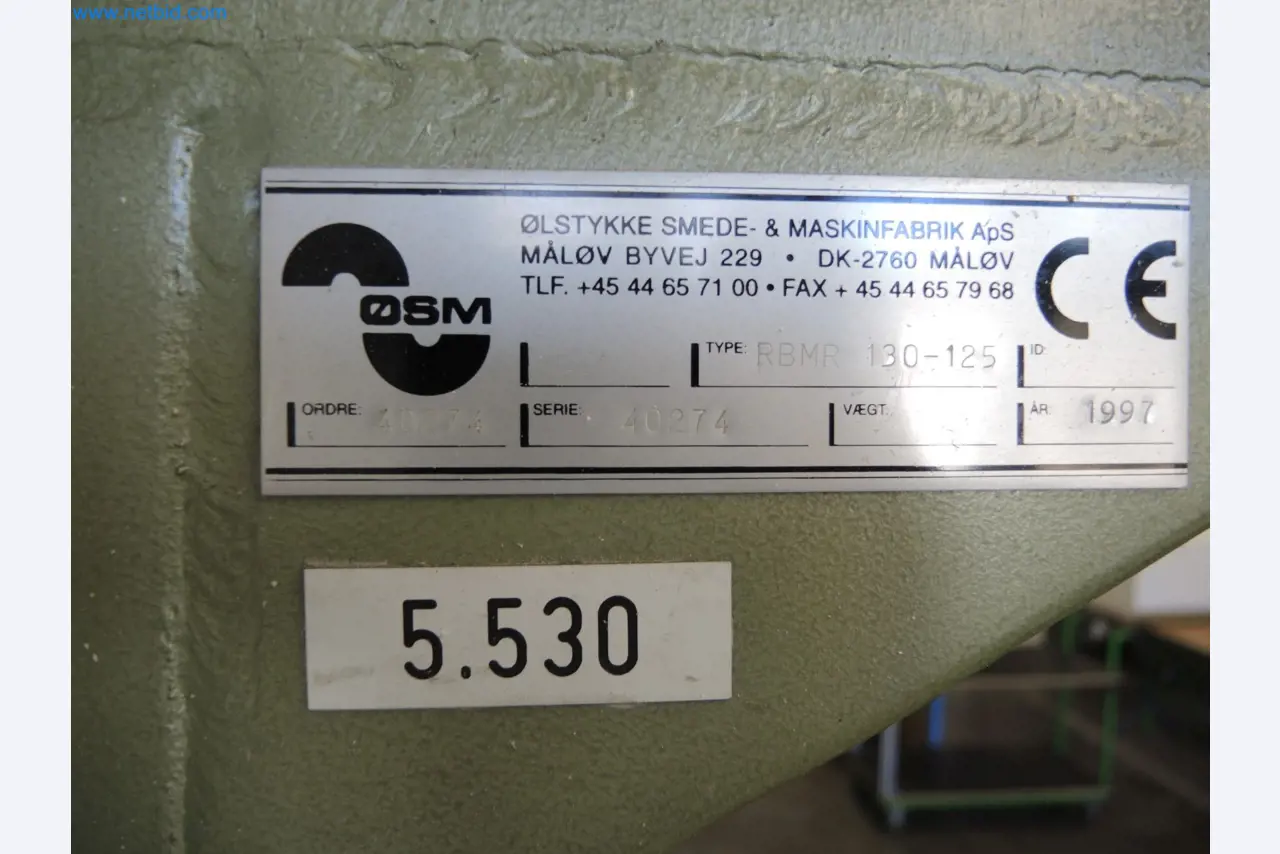 www.netbid.com
ØLSTYKKE SMEDE- & MASKINFABRIK ApS
MÅLØV BYVEJ 229 • DK-2760 MÅLØV
TLF. +45 44 65 71 00 • FAX + 45 44 65 79 68
CE
ØSM
TYPE: RBMR 130-125 ID:
ORDRE: 40274 SERIE: 40274 VÆGT: ÅR: 1997
5.530